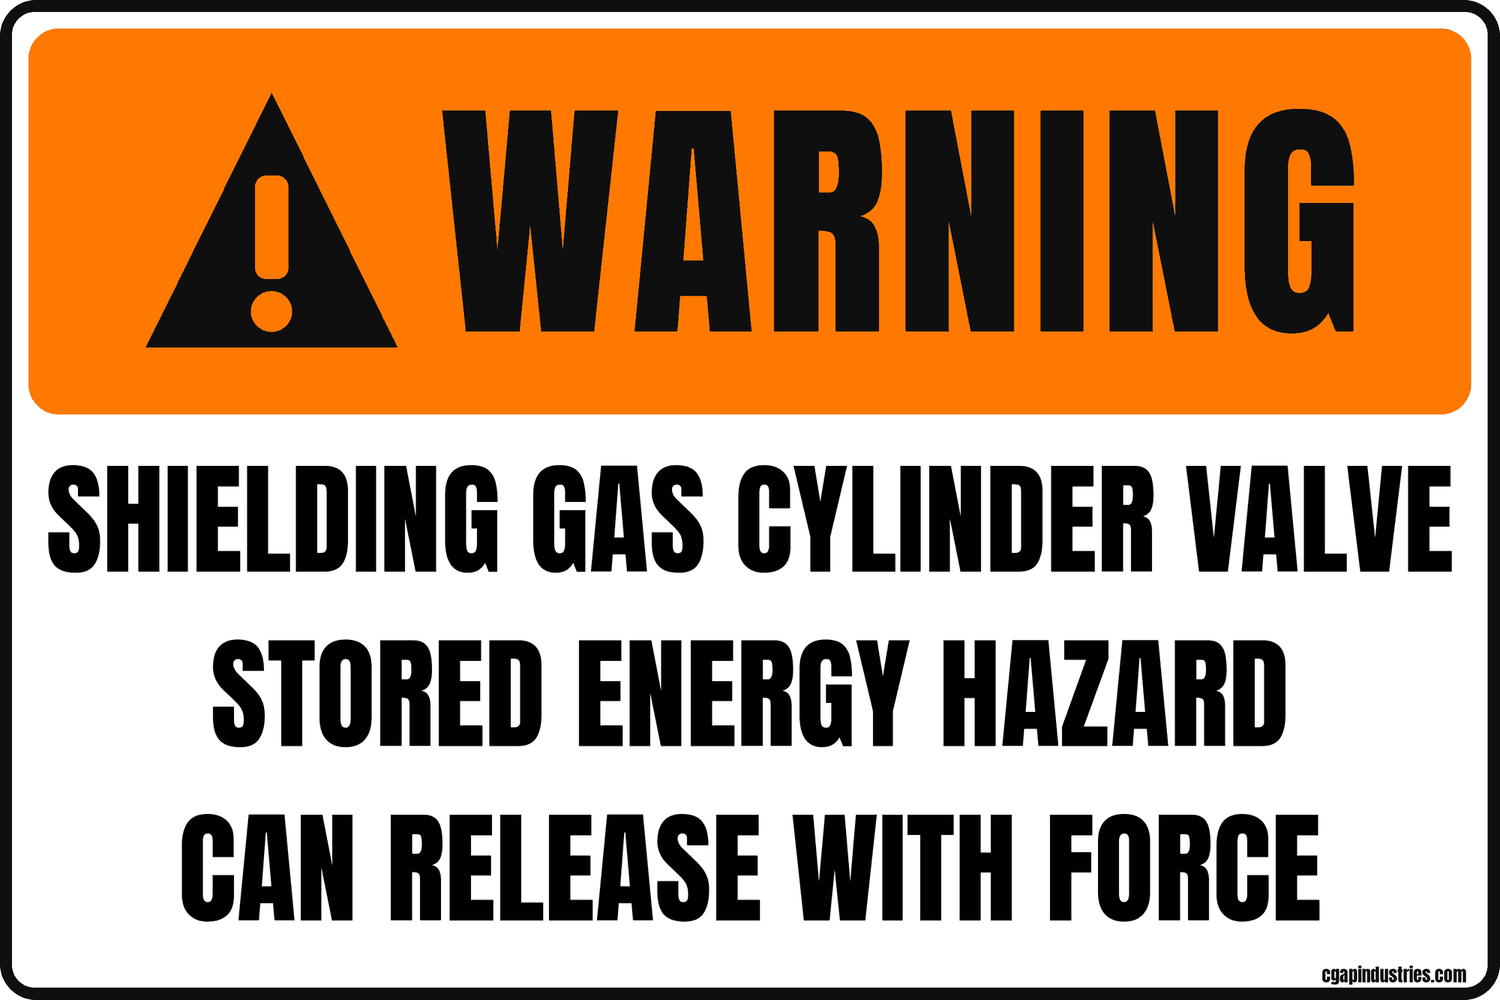 WARNING
SHIELDING GAS CYLINDER VALVE
STORED ENERGY HAZARD
CAN RELEASE WITH FORCE
cgapindustries.com